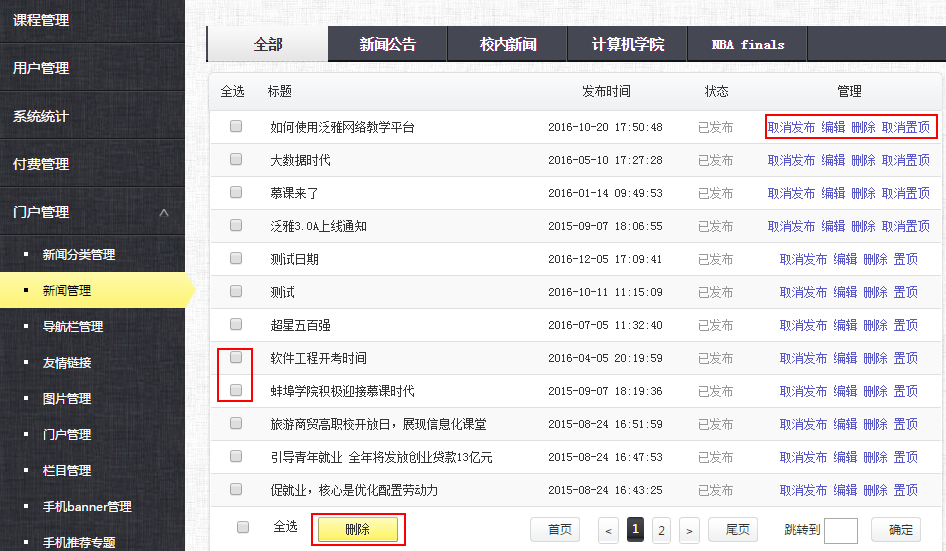 课程管理
用户管理
系统统计
付费管理
门户管理
新闻分类管理
新闻管理
导航栏管理
友情链接
图片管理
门户管理
栏目管理
手机banner管理
手机推荐专题
全部 新闻公告 校内新闻 计算机学院 NBA finals
全选 标题 发布时间 状态 管理
如何使用泛雅网络教学平台 2016-10-20 17:50:48 已发布 取消发布 编辑 删除 取消置顶
大数据时代 2016-05-10 17:27:28 已发布 取消发布 编辑 删除 取消置顶
慕课来了 2016-01-14 09:49:53 已发布 取消发布 编辑 删除 取消置顶
泛雅3.0A上线通知 2015-09-07 18:06:55 已发布 取消发布 编辑 删除 取消置顶
测试日期 2016-12-05 17:09:41 已发布 取消发布 编辑 删除 置顶
测试 2016-10-11 11:15:09 已发布 取消发布 编辑 删除 置顶
超星五百强 2016-07-05 11:32:40 已发布 取消发布 编辑 删除 置顶
软件工程开考时间 2016-04-05 20:19:59 已发布 取消发布 编辑 删除 置顶
蚌埠学院积极迎接慕课时代 2015-09-07 18:19:36 已发布 取消发布 编辑 删除 置顶
旅游商贸高职校开放日，展现信息化课堂 2015-08-24 16:51:59 已发布 取消发布 编辑 删除 置顶
引导青年就业 全年将发放创业贷款13亿元 2015-08-24 16:47:53 已发布 取消发布 编辑 删除 置顶
促就业，核心是优化配置劳动力 2015-08-24 16:43:25 已发布 取消发布 编辑 删除 置顶
全选 删除 首页 < 1 2 > 尾页 跳转到 确定